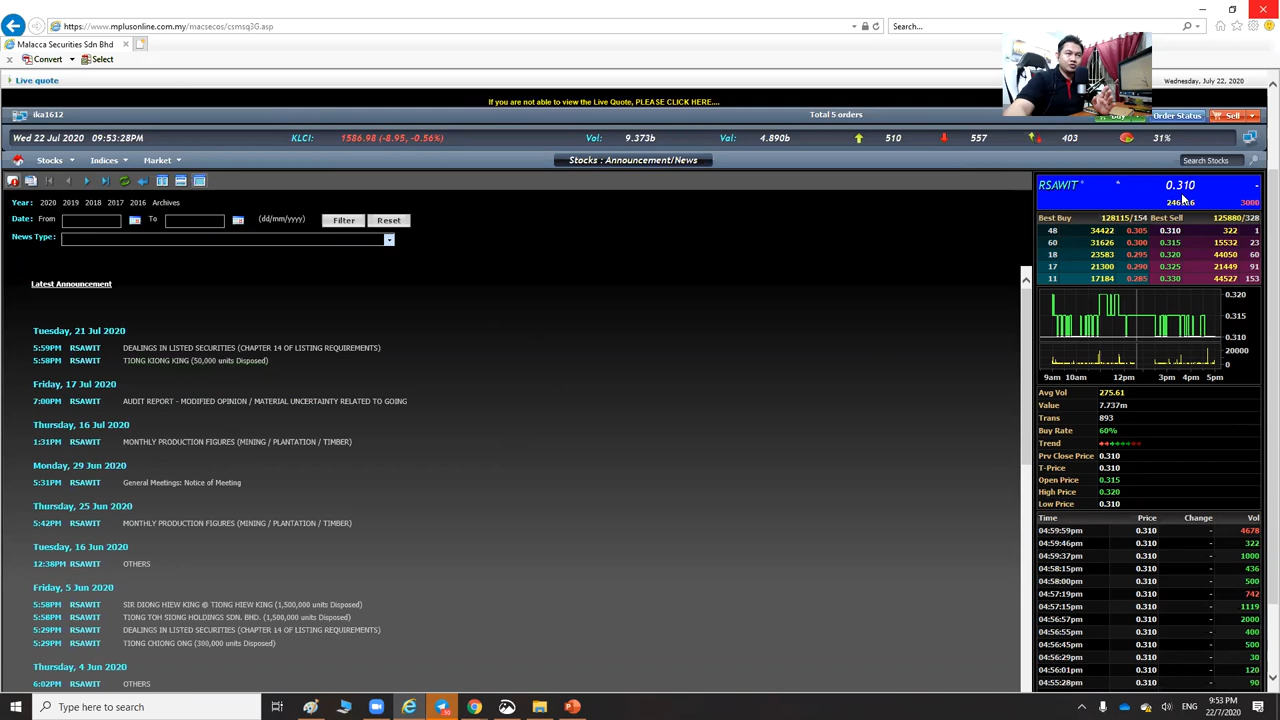 https://www.mplusonline.com.my/macsecos/csmsq3G.asp
Search...
Malacca Securities Sdn Bhd
x Convert Select
Live quote
Wednesday, July 22, 2020
If you are not able to view the Live Quote, PLEASE CLICK HERE....
ika1612 Total 5 orders Buy Order Status Sell
Wed 22 Jul 2020 09:53:28PM KLCI: 1586.98 (-8.95, -0.56%) Vol: 9.373b Val: 4.890b 510 557 403 31%
Stocks Indices Market Stocks : Announcement/News Search Stocks
Year: 2020 2019 2018 2017 2016 Archives
Date: From To (dd/mm/yyyy) Filter Reset
News Type:
Latest Announcement
Tuesday, 21 Jul 2020
5:59PM RSAWIT DEALINGS IN LISTED SECURITIES (CHAPTER 14 OF LISTING REQUIREMENTS)
5:58PM RSAWIT TIONG KIONG KING (50,000 units Disposed)
Friday, 17 Jul 2020
7:00PM RSAWIT AUDIT REPORT - MODIFIED OPINION / MATERIAL UNCERTAINTY RELATED TO GOING
Thursday, 16 Jul 2020
1:31PM RSAWIT MONTHLY PRODUCTION FIGURES (MINING / PLANTATION / TIMBER)
Monday, 29 Jun 2020
5:31PM RSAWIT General Meetings: Notice of Meeting
Thursday, 25 Jun 2020
5:42PM RSAWIT MONTHLY PRODUCTION FIGURES (MINING / PLANTATION / TIMBER)
Tuesday, 16 Jun 2020
12:38PM RSAWIT OTHERS
Friday, 5 Jun 2020
5:58PM RSAWIT SIR DIONG HIEW KING @ TIONG HIEW KING (1,500,000 units Disposed)
5:58PM RSAWIT TIONG TOH SIONG HOLDINGS SDN. BHD. (1,500,000 units Disposed)
5:29PM RSAWIT DEALINGS IN LISTED SECURITIES (CHAPTER 14 OF LISTING REQUIREMENTS)
5:29PM RSAWIT TIONG CHIONG ONG (300,000 units Disposed)
Thursday, 4 Jun 2020
6:02PM RSAWIT OTHERS
RSAWIT * * 0.310 -
3000
Best Buy 128115/154 Best Sell 125880/328
48 34422 0.305 0.310 322 1
60 31626 0.300 0.315 15532 23
18 23583 0.295 0.320 44050 60
17 21300 0.290 0.325 21449 91
11 17184 0.285 0.330 44527 153
0.320
0.315
0.310
20000
0
9am 10am 12pm 3pm 4pm 5pm
Avg Vol 275.61
Value 7.737m
Trans 893
Buy Rate 60%
Trend
Prv Close Price 0.310
T-Price 0.310
Open Price 0.315
High Price 0.320
Low Price 0.310
Time Price Change Vol
04:59:59pm 0.310 - 4678
04:59:46pm 0.310 - 322
04:59:37pm 0.310 - 1000
04:58:15pm 0.310 - 436
04:58:00pm 0.310 - 500
04:57:19pm 0.310 - 742
04:57:15pm 0.310 - 1119
04:56:57pm 0.310 - 2000
04:56:55pm 0.310 - 400
04:56:45pm 0.310 - 500
04:56:29pm 0.310 - 30
04:56:01pm 0.310 - 120
04:55:28pm 0.310 - 90
Type here to search
ENG
9:53 PM
22/7/2020